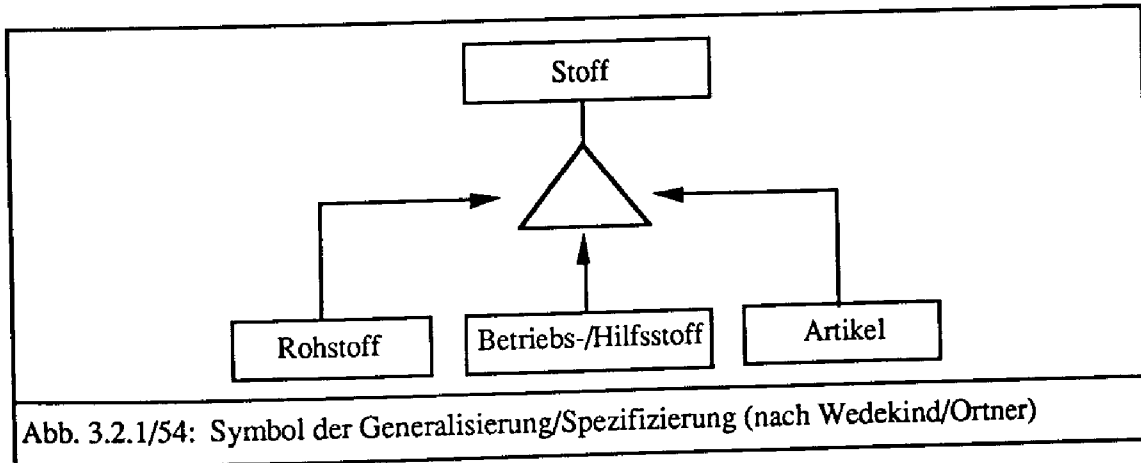 Stoff
Rohstoff
Betriebs-/Hilfsstoff
Artikel
Abb. 3.2.1/54: Symbol der Generalisierung/Spezifizierung (nach Wedekind/Ortner)